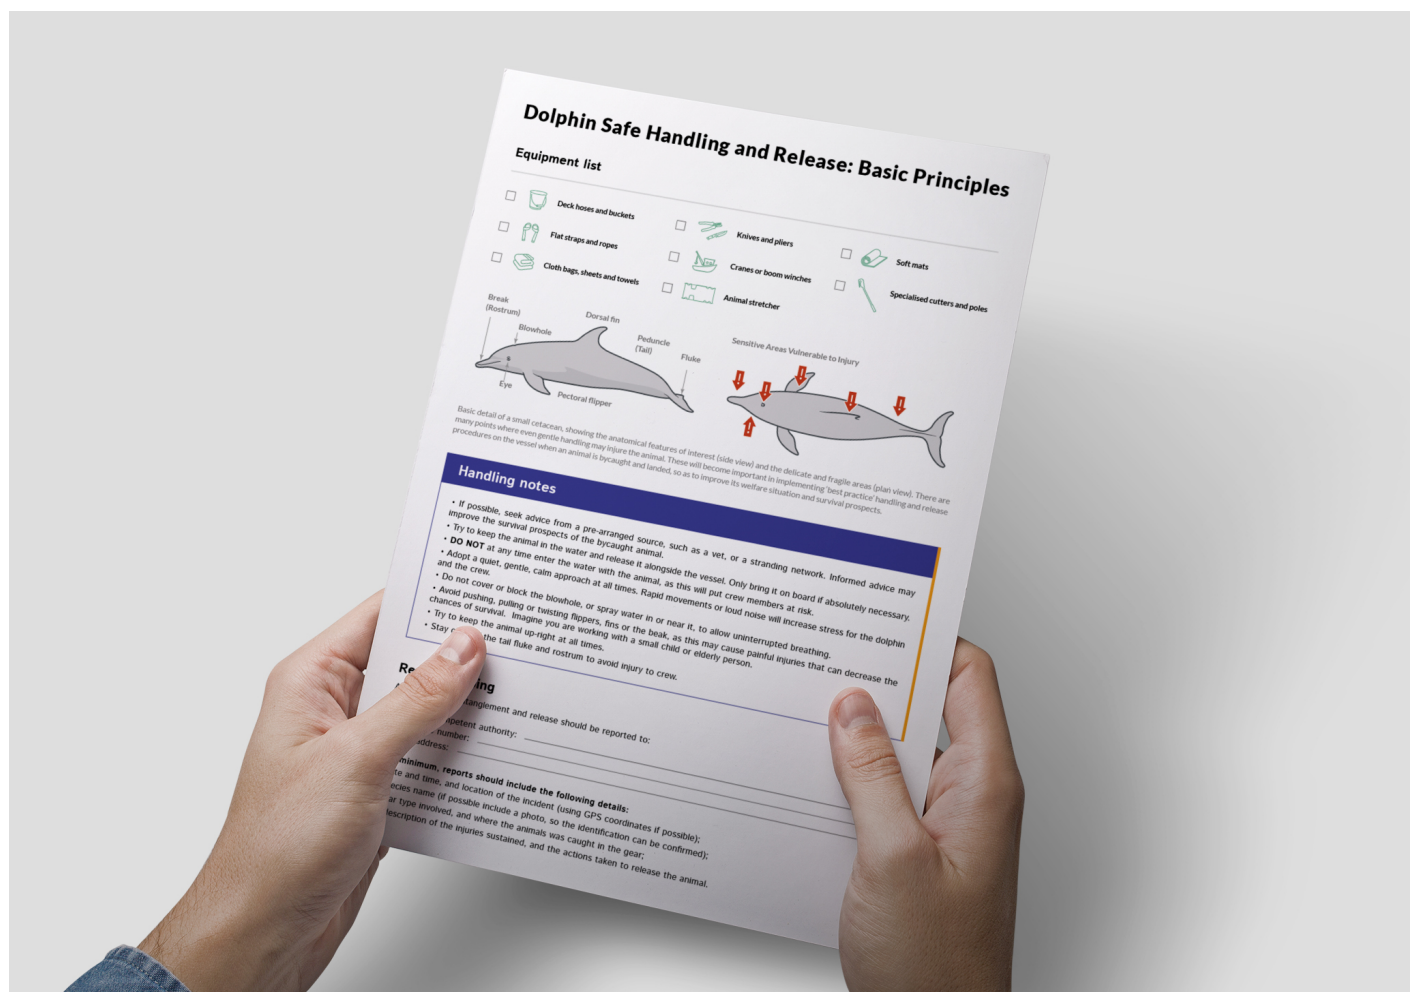 Dolphin Safe Handling and Release: Basic Principles
Equipment list
Deck hoses and buckets
Flat straps and ropes
Cloth bags, sheets and towels
Knives and pliers
Cranes or boom winches
Animal stretcher
Soft mats
Specialised cutters and poles
Break
(Rostrum)
Blowhole
Dorsal fin
Peduncle
(Tail)
Fluke
Eye
Pectoral flipper
Sensitive Areas Vulnerable to Injury
Basic detail of a small cetacean, showing the anatomical features of interest (side view) and the delicate and fragile areas (plan view). There are
many points where even gentle handling may injure the animal. These will become important in implementing 'best practice' handling and release
procedures on the vessel when an animal is bycaught and landed, so as to improve its welfare situation and survival prospects.
Handling notes
• If possible, seek advice from a pre-arranged source, such as a vet, or a stranding network. Informed advice may
improve the survival prospects of the bycaught animal.
• Try to keep the animal in the water and release it alongside the vessel. Only bring it on board if absolutely necessary.
• DO NOT at any time enter the water with the animal, as this will put crew members at risk.
• Adopt a quiet, gentle, calm approach at all times. Rapid movements or loud noise will increase stress for the dolphin
and the crew.
• Do not cover or block the blowhole, or spray water in or near it, to allow uninterrupted breathing.
• Avoid pushing, pulling or twisting flippers, fins or the beak, as this may cause painful injuries that can decrease the
chances of survival. Imagine you are working with a small child or elderly person.
• Try to keep the animal up-right at all times.
• Stay the tail fluke and rostrum to avoid injury to crew.
and release should be reported to:
authority:
number:
address:
minimum, reports should include the following details:
and time, and location of the incident (using GPS coordinates if possible);
name (if possible include a photo, so the identification can be confirmed);
type involved, and where the animals was caught in the gear;
description of the injuries sustained, and the actions taken to release the animal.